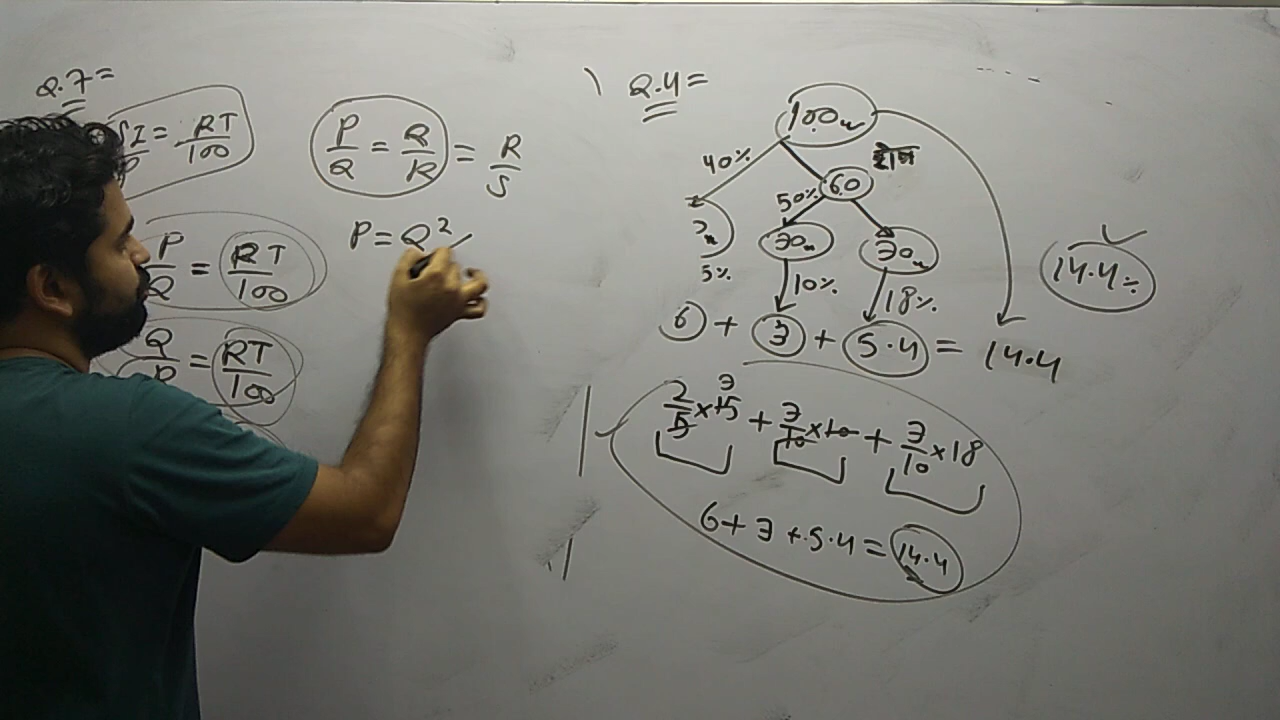 Q.7=
SI/P = RT/100
P/Q = RT/100
Q/R = RT/100
P/Q = Q/R = R/S
P = Q²
Q.4=
100
40%
60 शेष
50%
30
30
5%
10%
18%
6 + 3 + 5.4 = 14.4
14.4%
2/5 × 15 3 + 3/10 × 10 + 3/10 × 18
6 + 3 + 5.4 = 14.4